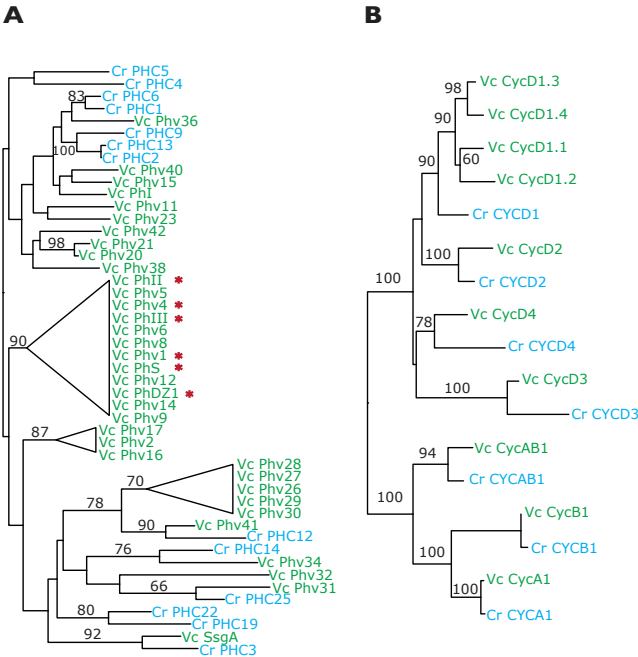 A
Cr PHC5
Cr PHC4
Cr PHC6
83
Cr PHC1
Vc Phv36
Cr PHC9
Cr PHC13
100
Cr PHC2
Vc Phv40
Vc Phv15
Vc PhI
Vc Phv11
Vc Phv23
Vc Phv42
98
Vc Phv21
Vc Phv20
Vc Phv38
Vc PhII *
Vc Phv5
Vc Phv4 *
Vc PhIII *
Vc Phv6
90
Vc Phv8
Vc Phv1 *
Vc PhS *
Vc Phv12
Vc PhDZ1 *
Vc Phv14
Vc Phv9
87
Vc Phv17
Vc Phv2
Vc Phv16
Vc Phv28
70
Vc Phv27
Vc Phv26
78
Vc Phv29
Vc Phv30
90
Vc Phv41
Cr PHC12
76
Cr PHC14
Vc Phv34
Vc Phv32
66
Vc Phv31
Cr PHC25
80
Cr PHC22
Cr PHC19
92
Vc SsgA
Cr PHC3
B
98
Vc CycD1.3
90
Vc CycD1.4
90
60
Vc CycD1.1
Vc CycD1.2
Cr CYCD1
100
Vc CycD2
Cr CYCD2
100
78
Vc CycD4
Cr CYCD4
100
Vc CycD3
Cr CYCD3
94
Vc CycAB1
Cr CYCAB1
100
Vc CycB1
100
Cr CYCB1
100
Vc CycA1
Cr CYCA1